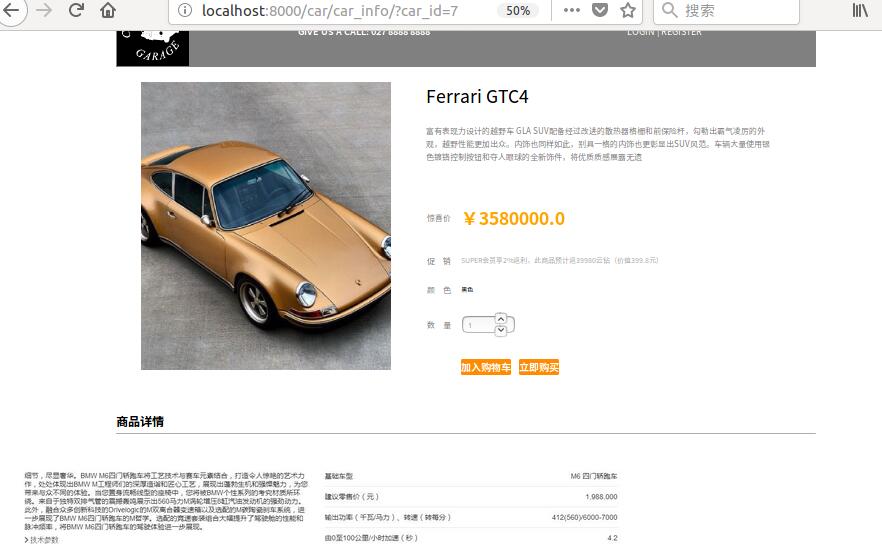 localhost:8000/car/car_info/?car_id=7
50%
搜索
GARAGE
GIVE US A CALL: 027 8888 8888
LOGIN | REGISTER
Ferrari GTC4
富有表现力设计的越野车 GLA SUV配备经过改进的散热器格栅和前保险杆，勾勒出霸气凌厉的外
观，越野性能更加出众。内饰也同样如此，别具一格的内饰也更彰显出SUV风范。车辆大量使用银
色镀铬控制按钮和夺人眼球的全新饰件，将优质质感展露无遗
惊喜价 ￥3580000.0
促 销 SUPER会员享2%返利，此商品预计返39980云钻（价值399.8元）
颜 色 黑色
数 量 1
加入购物车 立即购买
商品详情
细节，尽显奢华。BMW M6四门轿跑车将工艺技术与赛车元素结合，打造令人惊艳的艺术力
作，处处体现出BMW M工程师们的深厚造诣和匠心工艺，展现出蓬勃生机和强悍魅力，为您
带来与众不同的体验。当您置身流畅线型的座椅中，您将被BMW个性系列的考究材质所环
绕。来自于独特双排气管的震撼轰鸣展示出560马力M涡轮增压8缸汽油发动机的强劲动力。
此外，融合众多创新科技的Drivelogic的M双离合器变速箱以及选配的M碳陶瓷刹车系统，进
一步展现了BMW M6四门轿跑车的M哲学。选配的竞速套装组合大幅提升了驾驶舱的性能和
脉冲频率，将BMW M6四门轿跑车的驾驶体验进一步展现。
技术参数
基础车型 M6 四门轿跑车
建议零售价（元） 1,988,000
输出功率（千瓦/马力）、转速（转每分） 412(560)/6000-7000
由0至100公里/小时加速（秒） 4.2